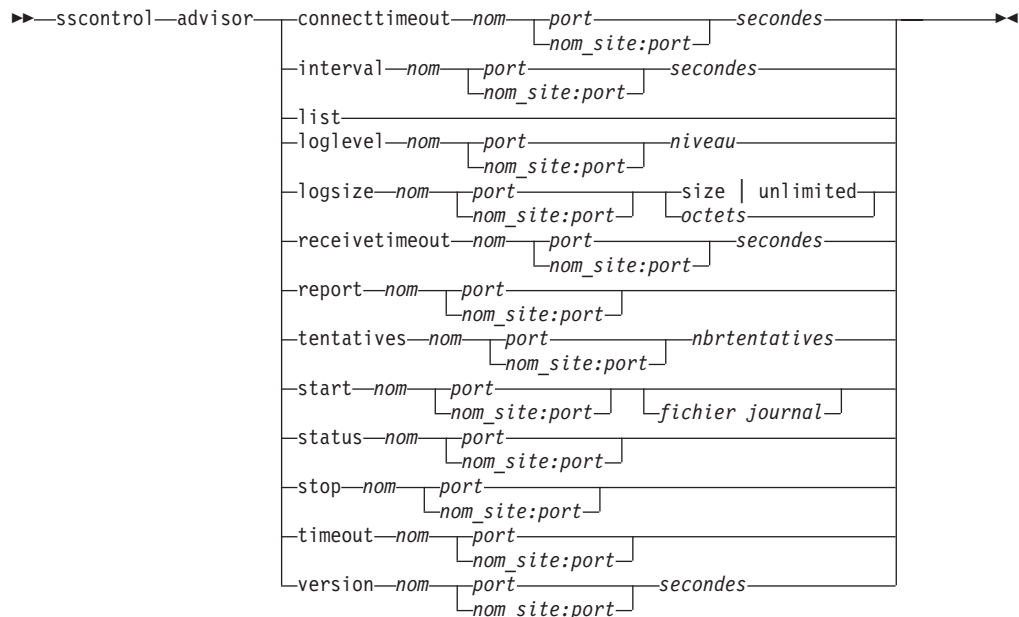 sscontrol advisor connecttimeout nom port secondes
nom_site:port
interval nom port secondes
nom_site:port
list
loglevel nom port niveau
nom_site:port
logsize nom port size | unlimited
nom_site:port octets
receivetimeout nom port secondes
nom_site:port
report nom port
nom_site:port
tentatives nom port nbrtentatives
nom_site:port
start nom port
nom_site:port fichier journal
status nom port
nom_site:port
stop nom port
nom_site:port
timeout nom port
nom_site:port
version nom port secondes
nom_site:port